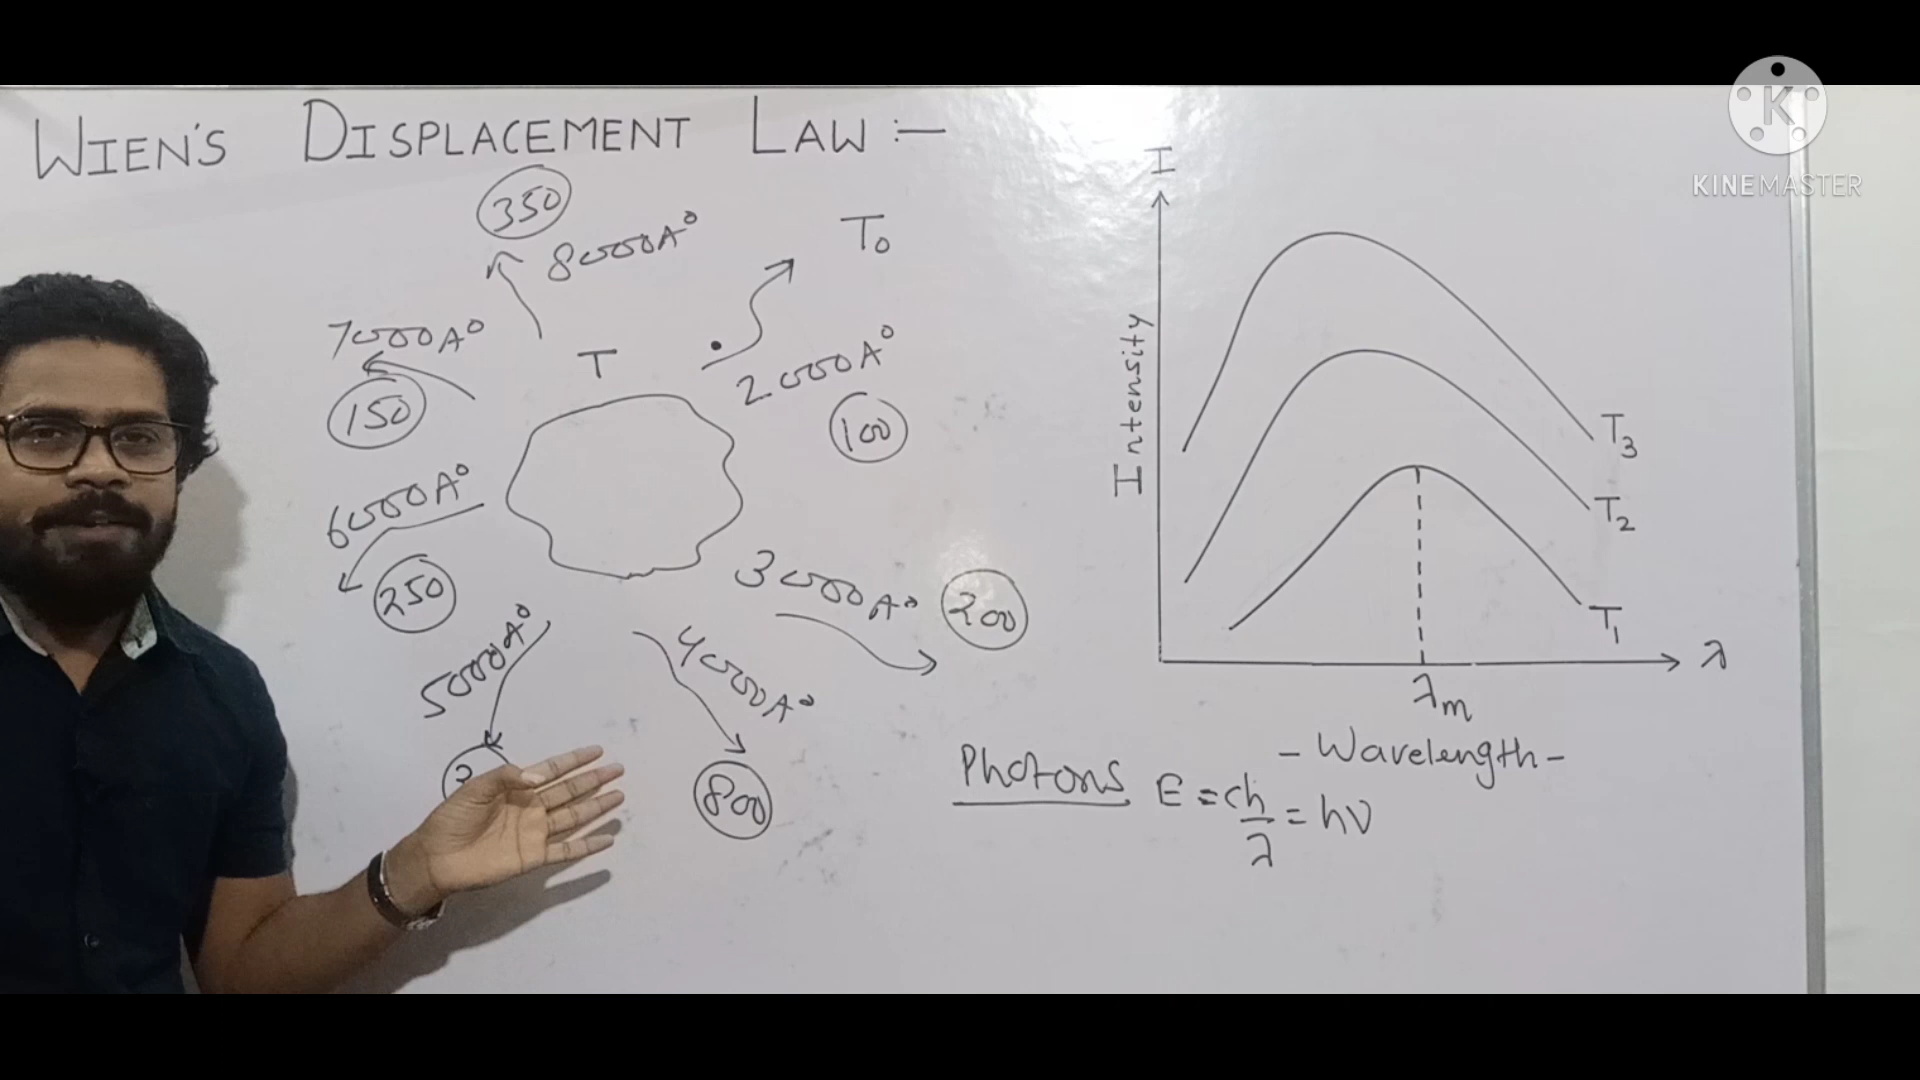 WIEN'S DISPLACEMENT LAW :-
350
8000A°
T₀
7000A°
150
T
2000A°
100
6000A°
250
3000A°
200
5000A°
4000A°
800
I
Intensity
T₃
T₂
T₁
λ
λm
- Wavelength -
Photons E = ch/λ = hν
KINEMASTER